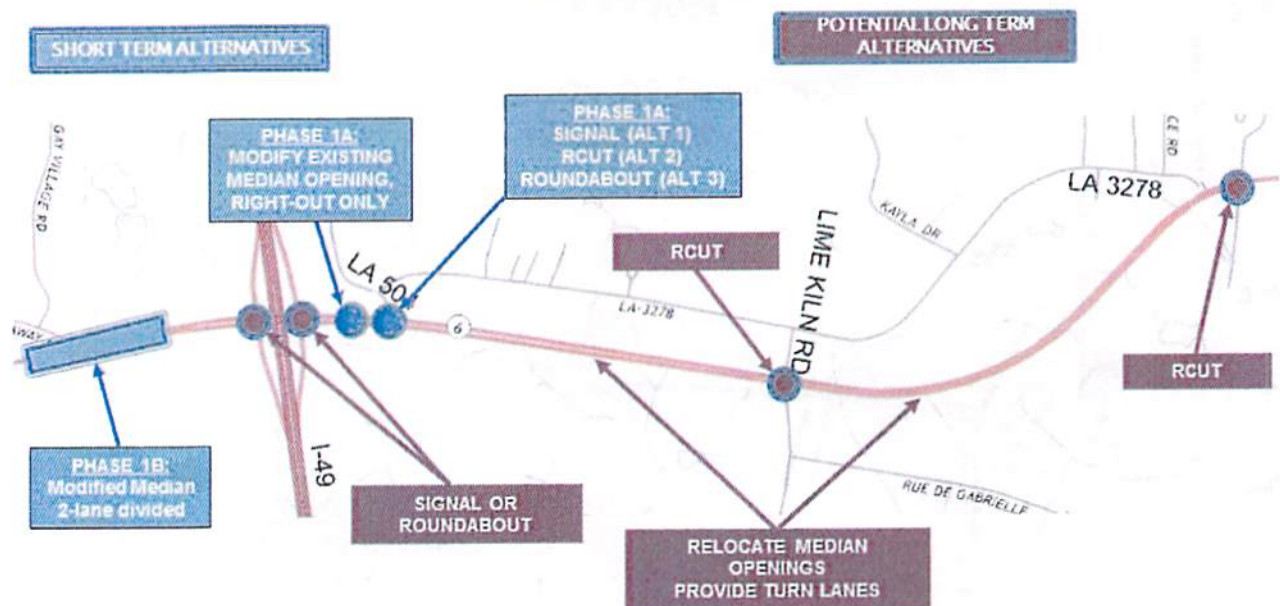 SHORT TERM ALTERNATIVES
POTENTIAL LONG TERM
ALTERNATIVES
PHASE 1A:
MODIFY EXISTING
MEDIAN OPENING,
RIGHT-OUT ONLY
PHASE 1A:
SIGNAL (ALT 1)
RCUT (ALT 2)
ROUNDABOUT (ALT 3)
GAY VILLAGE RD
CE RD
LA 3278
KAYLA DR
LIME KILN RD
RCUT
LA 50
LA-3278
6
AWAY
RCUT
PHASE 1B:
Modified Median
2-lane divided
I-49
SIGNAL OR
ROUNDABOUT
RUE DE GABRIELLE
RELOCATE MEDIAN
OPENINGS
PROVIDE TURN LANES